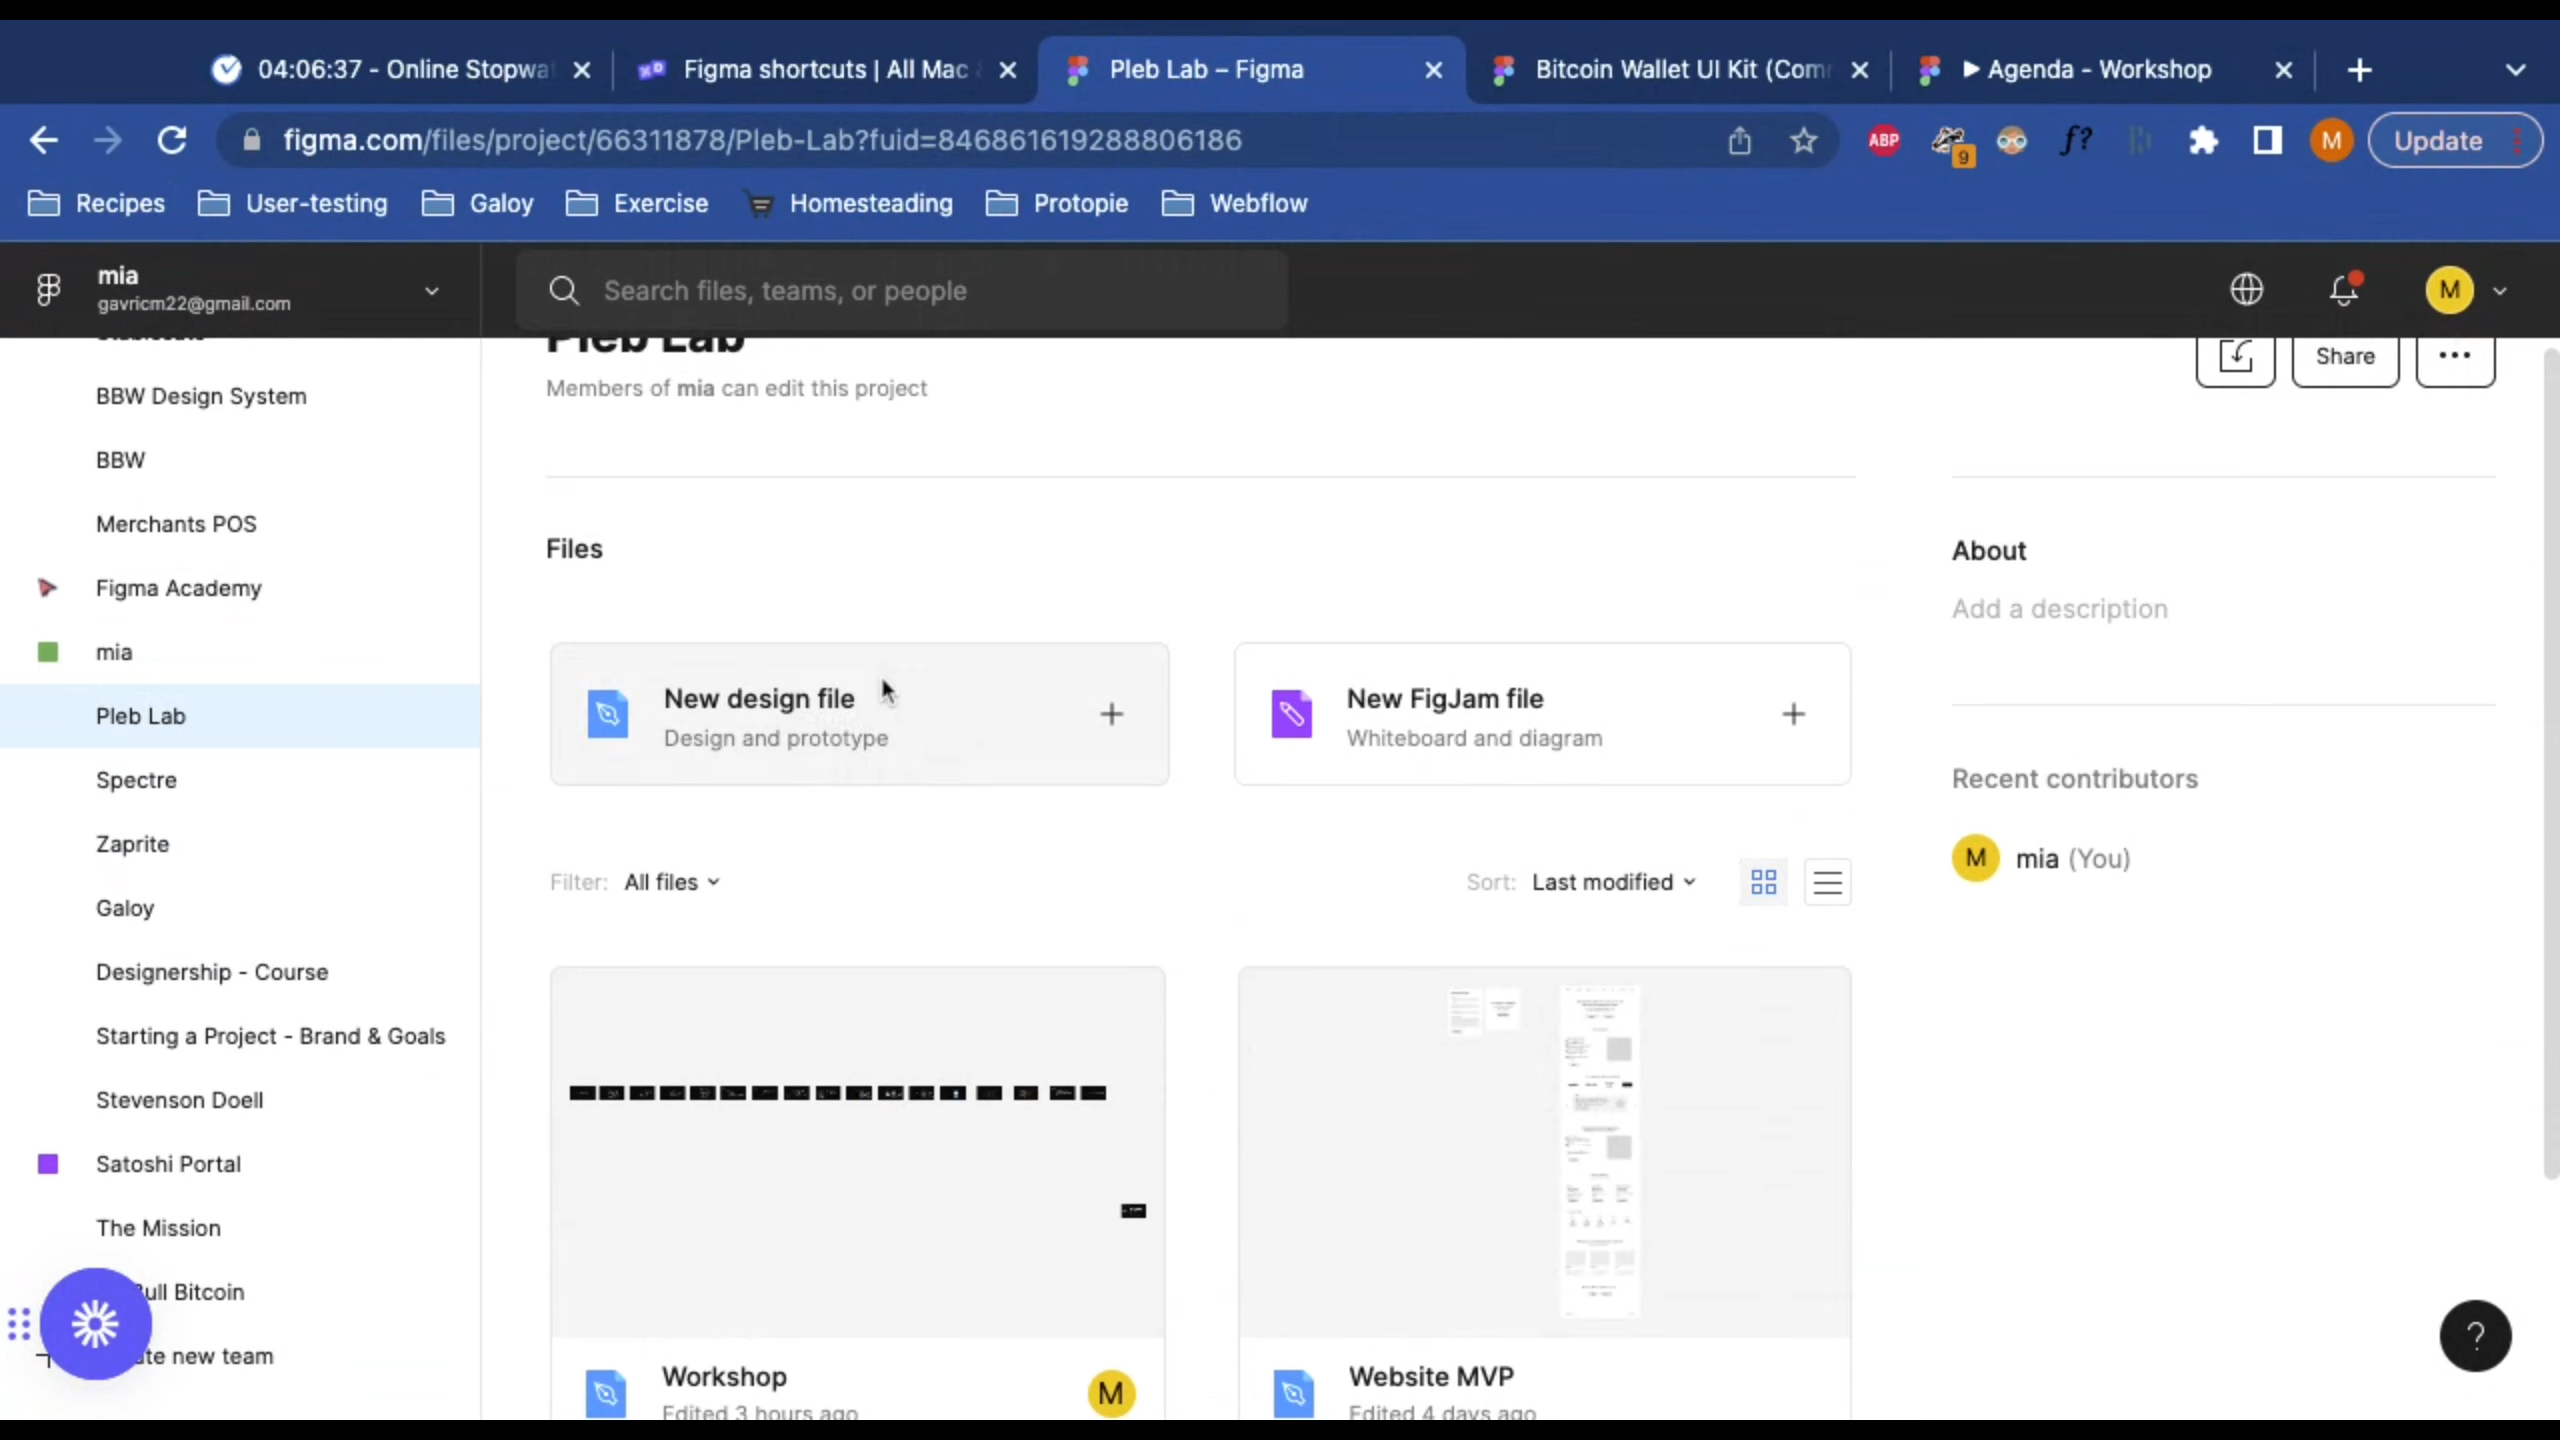 04:06:37 - Online Stopwa
Figma shortcuts | All Mac
Pleb Lab – Figma
Bitcoin Wallet UI Kit (Com
▶ Agenda - Workshop
figma.com/files/project/66311878/Pleb-Lab?fuid=846861619288806186
ABP
9
f?
M
Update
Recipes
User-testing
Galoy
Exercise
Homesteading
Protopie
Webflow
mia
gavricm22@gmail.com
Search files, teams, or people
M
BBW Design System
BBW
Merchants POS
Figma Academy
mia
Pleb Lab
Spectre
Zaprite
Galoy
Designership - Course
Starting a Project - Brand & Goals
Stevenson Doell
Satoshi Portal
The Mission
ull Bitcoin
te new team
Pleb Lab
Members of mia can edit this project
Share
Files
New design file
Design and prototype
New FigJam file
Whiteboard and diagram
Filter: All files
Sort: Last modified
Workshop
Edited 3 hours ago
M
Website MVP
Edited 4 days ago
About
Add a description
Recent contributors
M
mia (You)
?